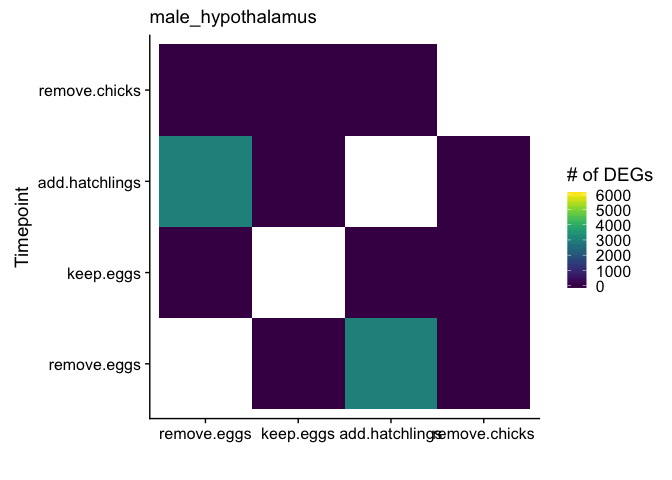 male_hypothalamus
remove.chicks
add.hatchlings
keep.eggs
remove.eggs
Timepoint
remove.eggs keep.eggs add.hatchlings remove.chicks
# of DEGs
6000
5000
4000
3000
2000
1000
0